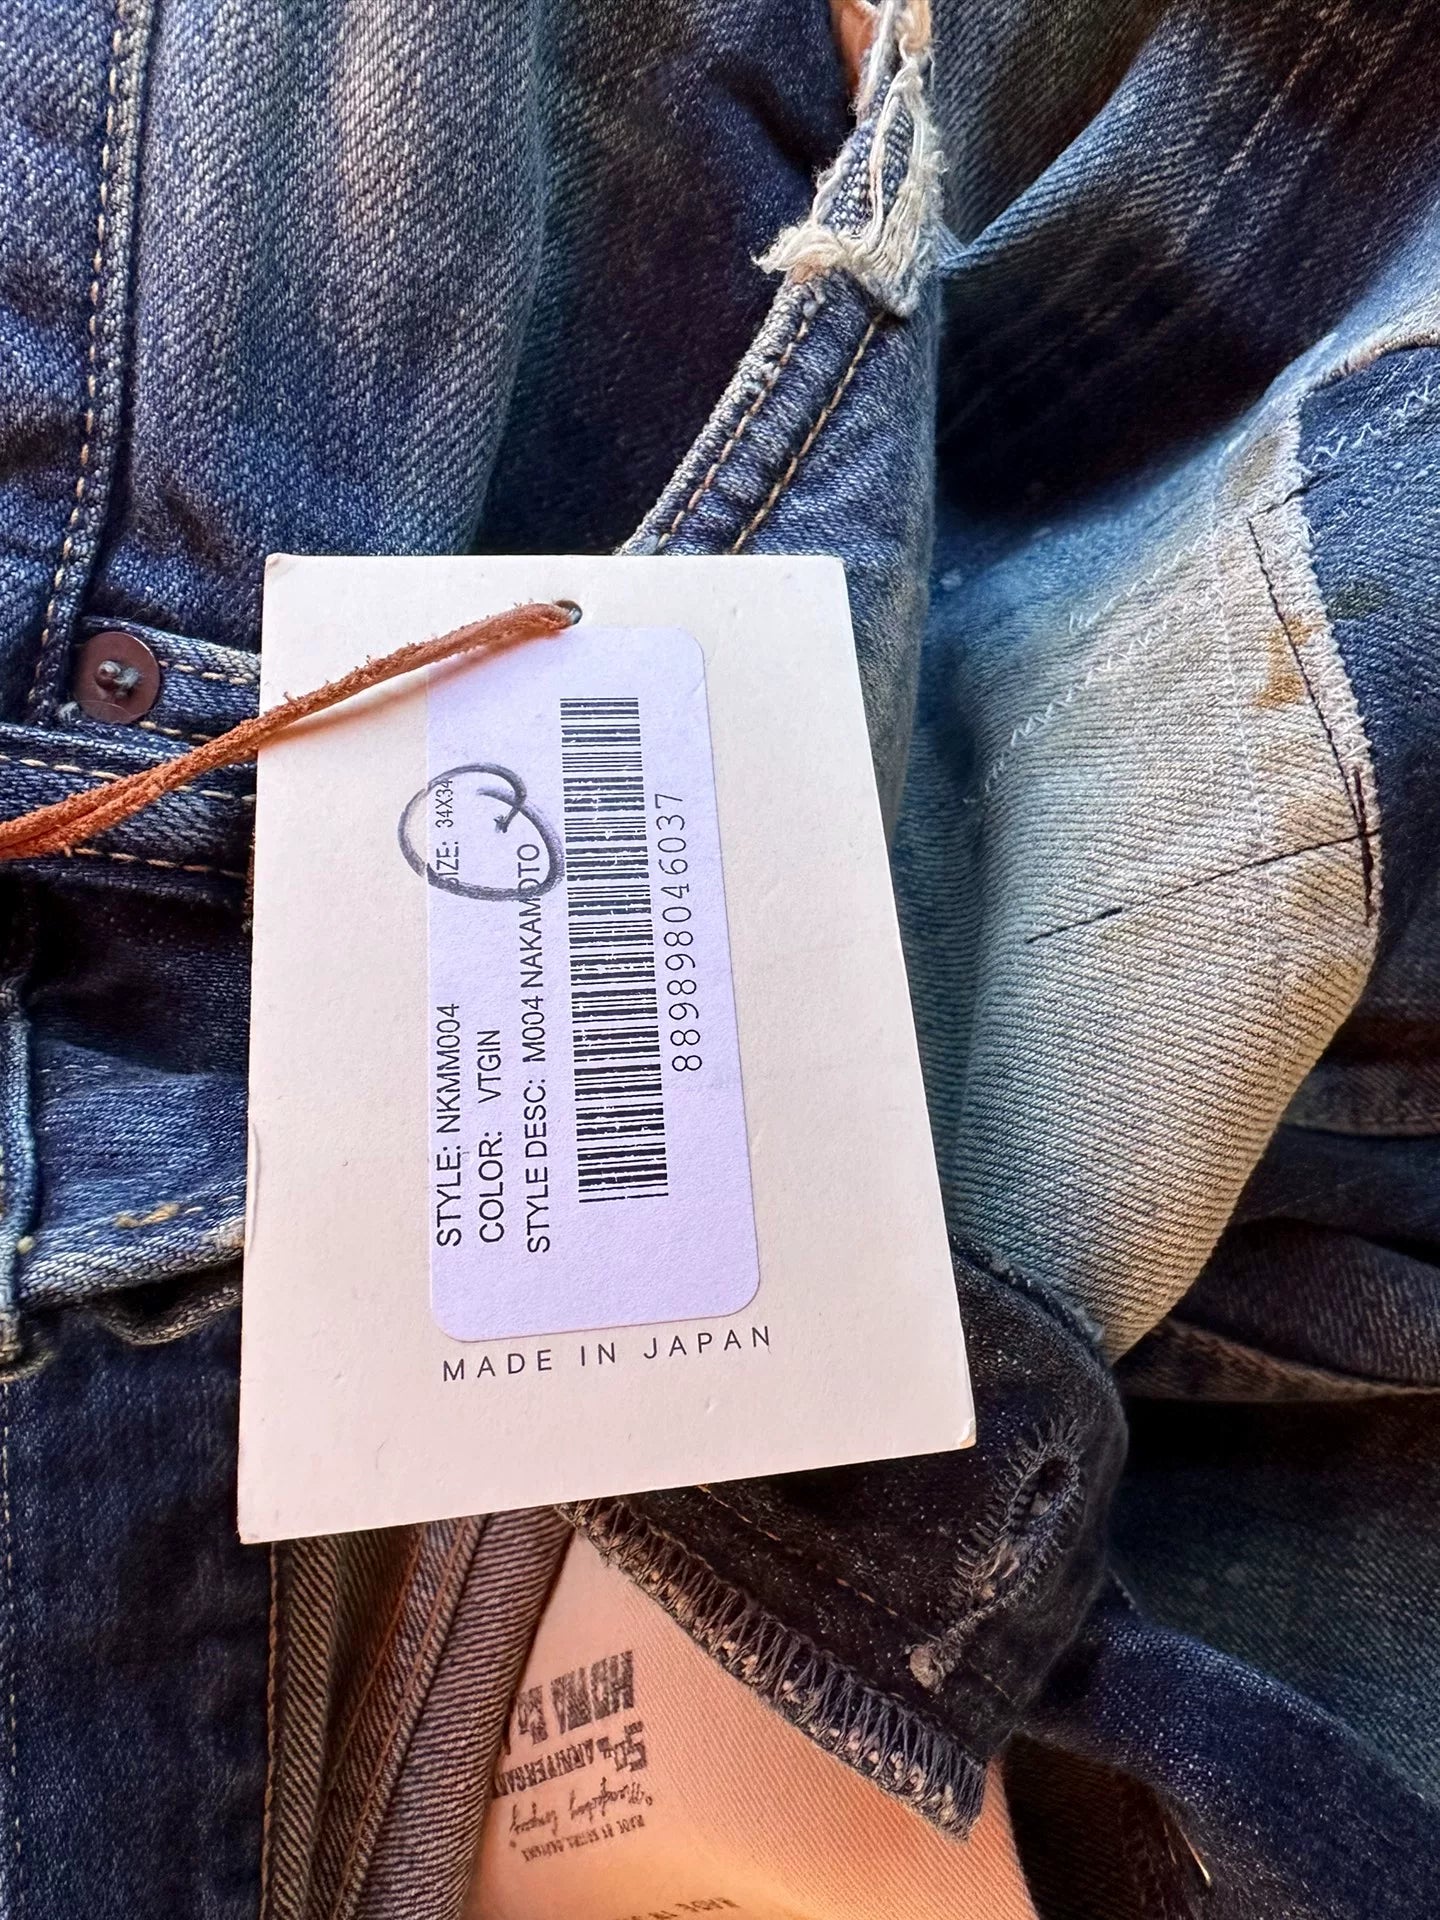 STYLE: NKMM004
SIZE: 34X34
COLOR: VTGIN
STYLE DESC: M004 NAKAMOTO
889898046037
MADE IN JAPAN